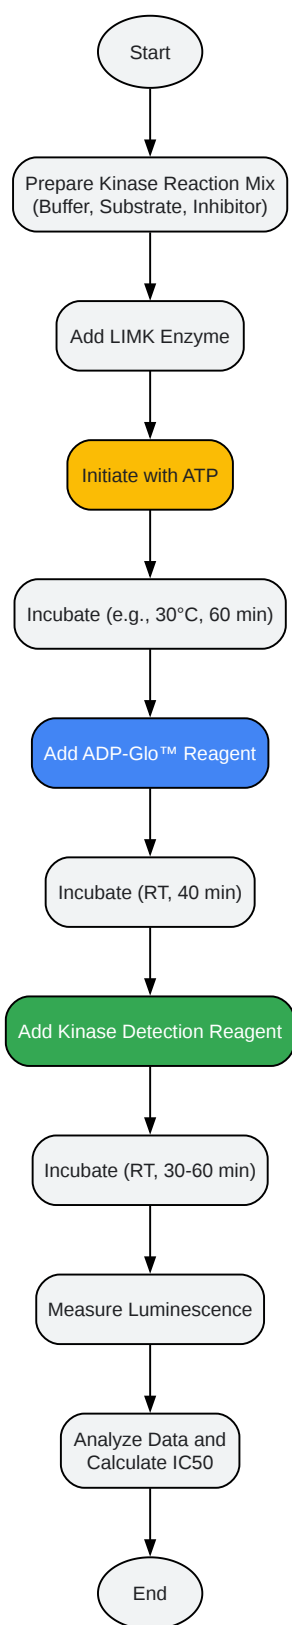 Start
Prepare Kinase Reaction Mix
(Buffer, Substrate, Inhibitor)
Add LIMK Enzyme
Initiate with ATP
Incubate (e.g., 30°C, 60 min)
Add ADP-Glo™ Reagent
Incubate (RT, 40 min)
Add Kinase Detection Reagent
Incubate (RT, 30-60 min)
Measure Luminescence
Analyze Data and
Calculate IC50
End